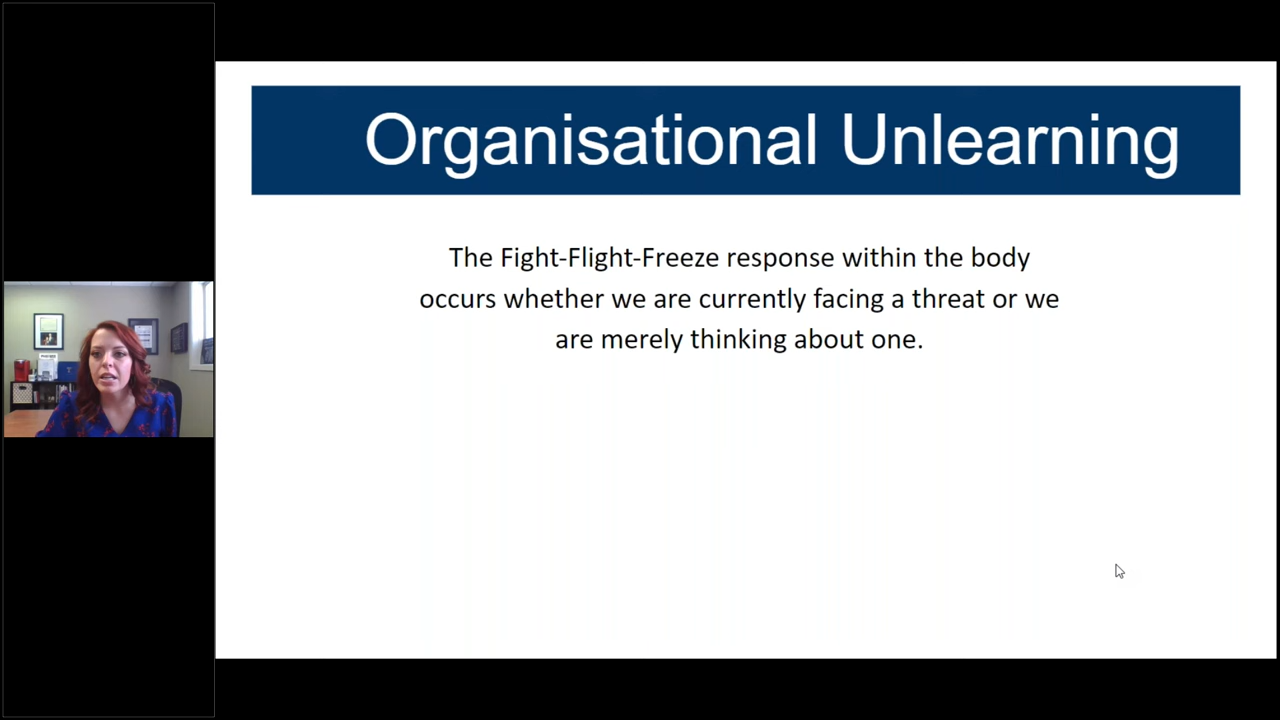 Organisational Unlearning
The Fight-Flight-Freeze response within the body
occurs whether we are currently facing a threat or we
are merely thinking about one.